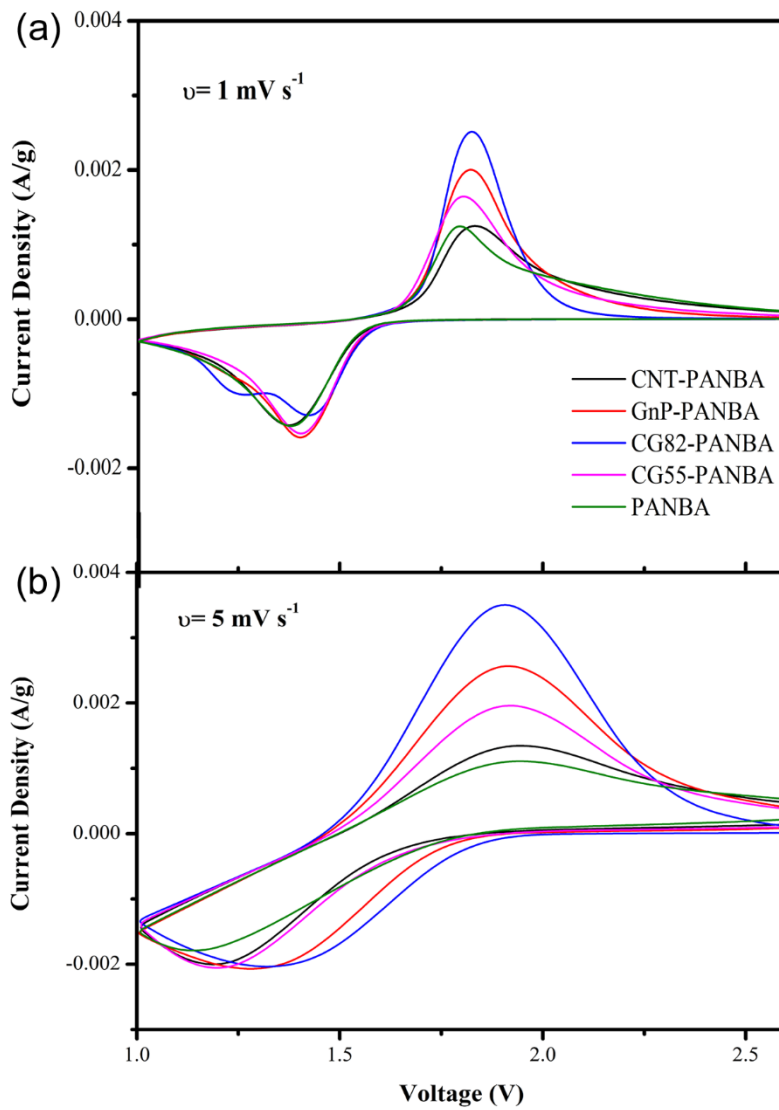 (a)
0.004
υ= 1 mV s⁻¹
0.002
0.000
-0.002
Current Density (A/g)
CNT-PANBA
GnP-PANBA
CG82-PANBA
CG55-PANBA
PANBA
(b)
0.004
υ= 5 mV s⁻¹
0.002
0.000
-0.002
Current Density (A/g)
1.0 1.5 2.0 2.5
Voltage (V)